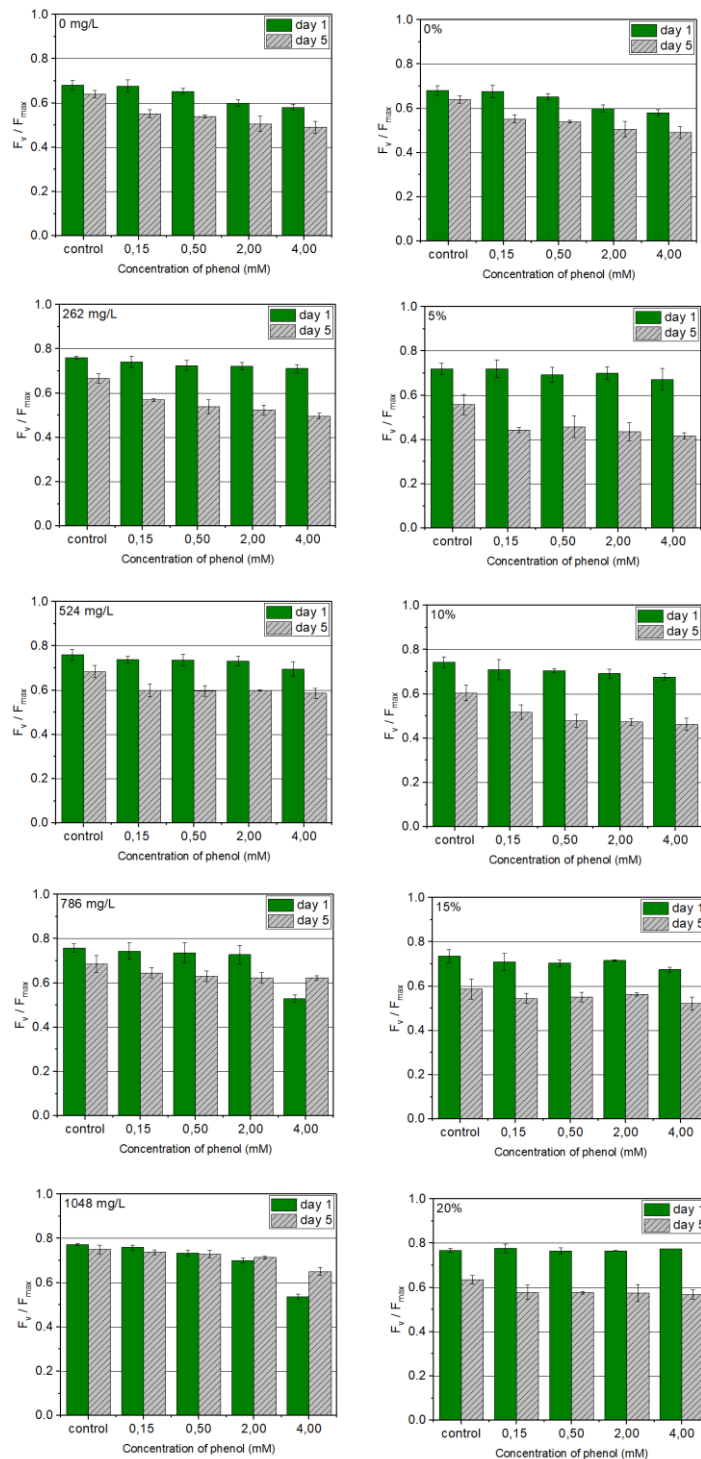 0 mg/L
day 1
day 5
1.0
0.8
0.6
0.4
0.2
0.0
Fv / Fmax
control 0,15 0,50 2,00 4,00
Concentration of phenol (mM)
0%
day 1
day 5
1.0
0.8
0.6
0.4
0.2
0.0
Fv / Fmax
control 0,15 0,50 2,00 4,00
Concentration of phenol (mM)
262 mg/L
day 1
day 5
1.0
0.8
0.6
0.4
0.2
0.0
Fv / Fmax
control 0,15 0,50 2,00 4,00
Concentration of phenol (mM)
5%
day 1
day 5
1.0
0.8
0.6
0.4
0.2
0.0
Fv / Fmax
control 0,15 0,50 2,00 4,00
Concentration of phenol (mM)
524 mg/L
day 1
day 5
1.0
0.8
0.6
0.4
0.2
0.0
Fv / Fmax
control 0,15 0,50 2,00 4,00
Concentration of phenol (mM)
10%
day 1
day 5
1.0
0.8
0.6
0.4
0.2
0.0
Fv / Fmax
control 0,15 0,50 2,00 4,00
Concentration of phenol (mM)
786 mg/L
day 1
day 5
1.0
0.8
0.6
0.4
0.2
0.0
Fv / Fmax
control 0,15 0,50 2,00 4,00
Concentration of phenol (mM)
15%
day 1
day 5
1.0
0.8
0.6
0.4
0.2
0.0
Fv / Fmax
control 0,15 0,50 2,00 4,00
Concentration of phenol (mM)
1048 mg/L
day 1
day 5
1.0
0.8
0.6
0.4
0.2
0.0
Fv / Fmax
control 0,15 0,50 2,00 4,00
Concentration of phenol (mM)
20%
day 1
day 5
1.0
0.8
0.6
0.4
0.2
0.0
Fv / Fmax
control 0,15 0,50 2,00 4,00
Concentration of phenol (mM)